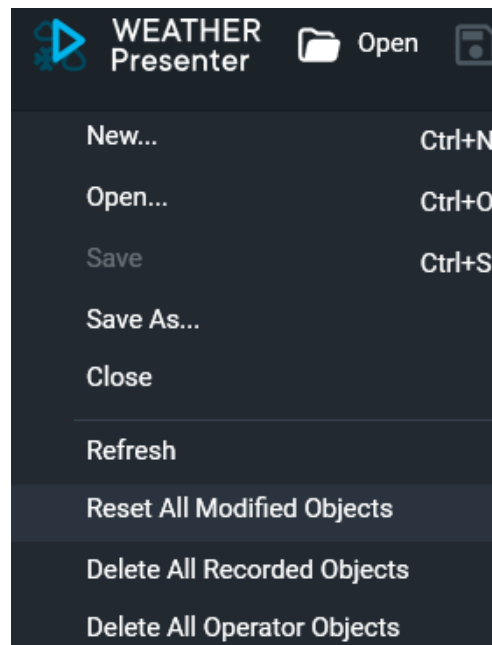 WEATHER
Presenter
Open
New... Ctrl+N
Open... Ctrl+O
Save Ctrl+S
Save As...
Close
Refresh
Reset All Modified Objects
Delete All Recorded Objects
Delete All Operator Objects